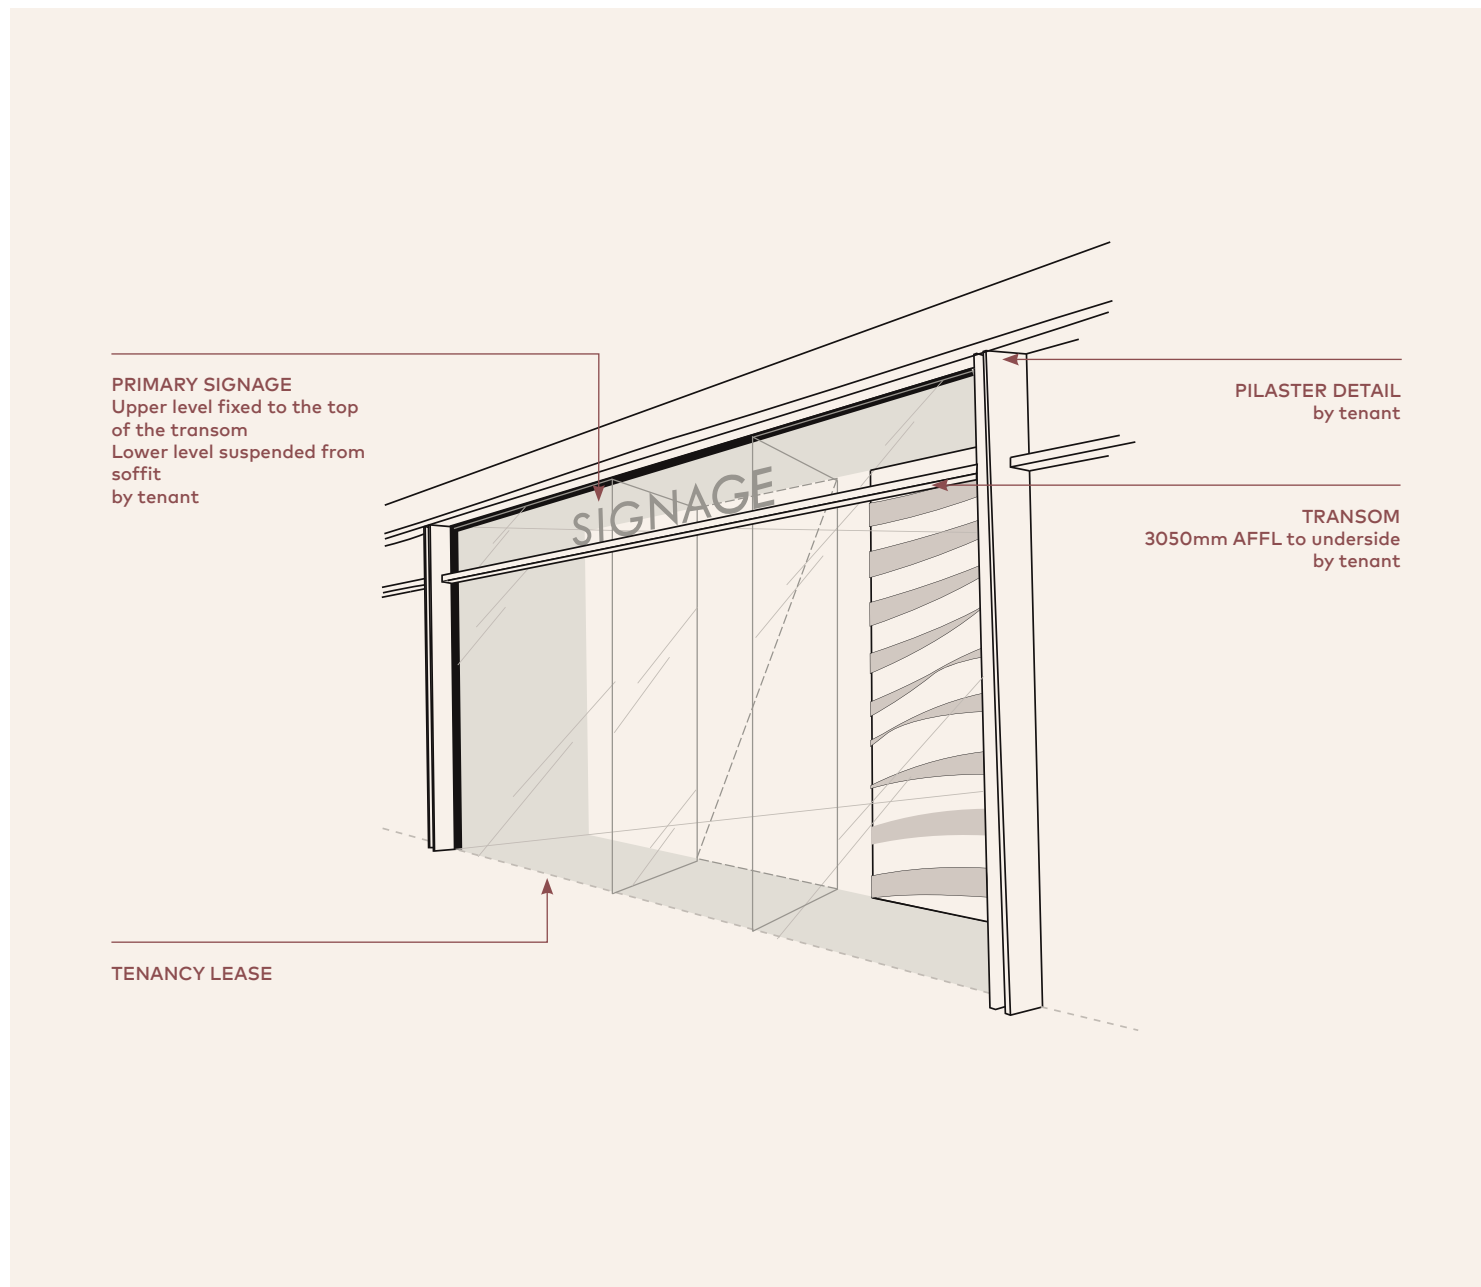 PRIMARY SIGNAGE
Upper level fixed to the top
of the transom
Lower level suspended from
soffit
by tenant
SIGNAGE
PILASTER DETAIL
by tenant
TRANSOM
3050mm AFFL to underside
by tenant
TENANCY LEASE